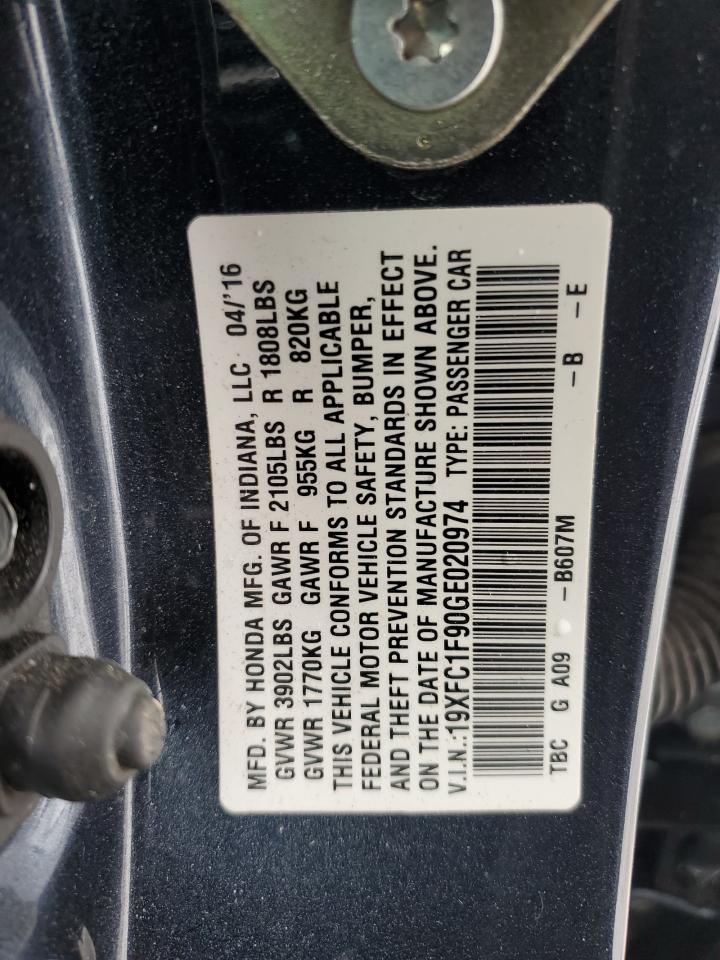 MFD. BY HONDA MFG. OF INDIANA, LLC 04/'16
GVWR 3902LBS GAWR F 2105LBS R 1808LBS
GVWR 1770KG GAWR F 955KG R 820KG
THIS VEHICLE CONFORMS TO ALL APPLICABLE
FEDERAL MOTOR VEHICLE SAFETY, BUMPER,
AND THEFT PREVENTION STANDARDS IN EFFECT
ON THE DATE OF MANUFACTURE SHOWN ABOVE.
V.I.N.:19XFC1F90GE020974 TYPE: PASSENGER CAR
TBC G A09 -B607M -B -E